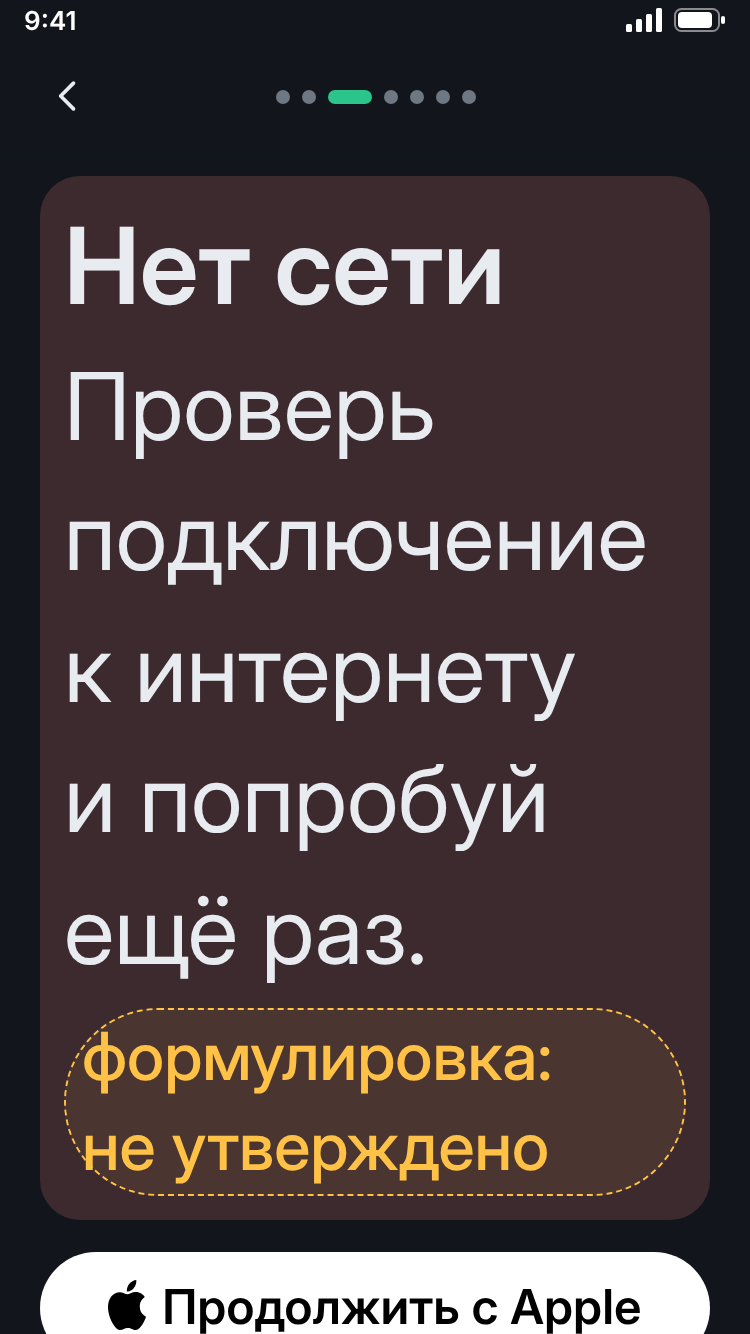 9:41
Нет сети
Проверь
подключение
к интернету
и попробуй
ещё раз.
формулировка:
не утверждено
Продолжить с Apple